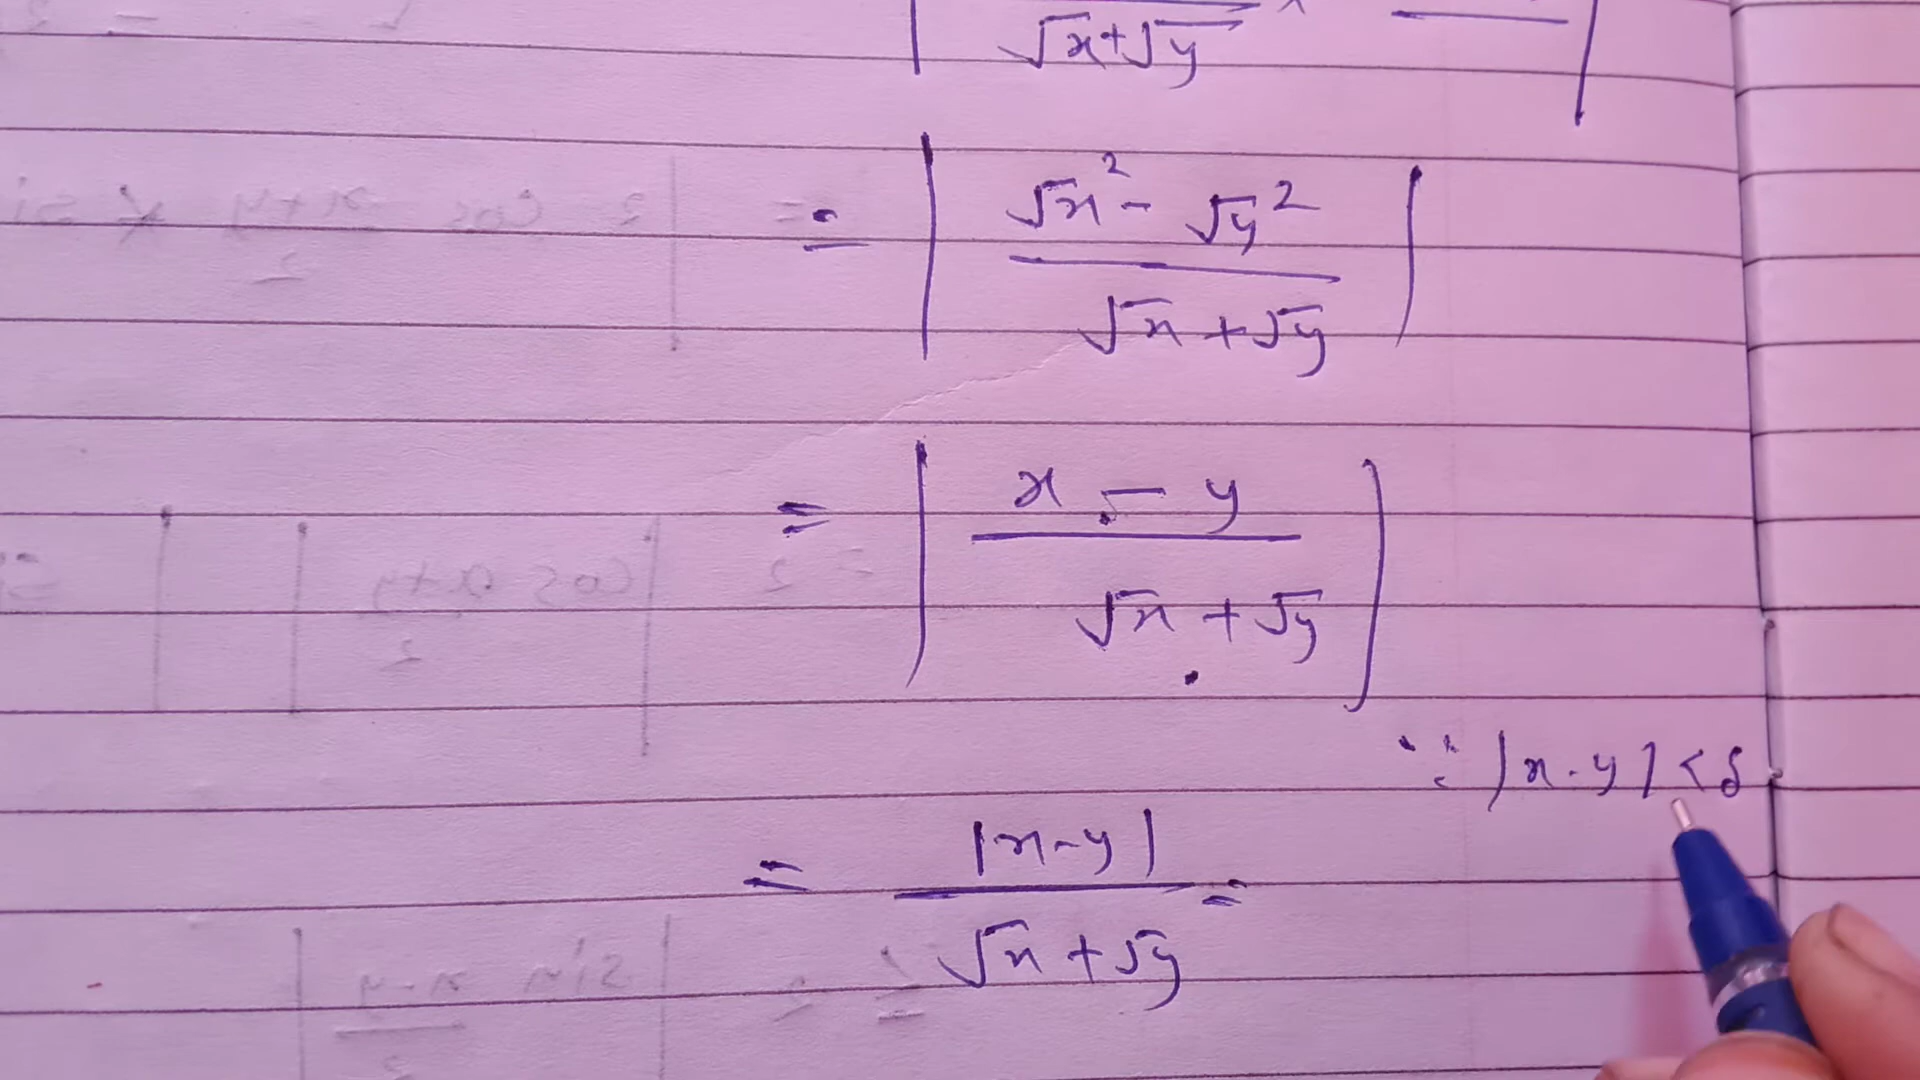 √x+√y ×
= | √x² - √y² / √x + √y |
= | x - y / √x + √y |
∵ |x-y| < δ
= |x-y| / √x + √y =